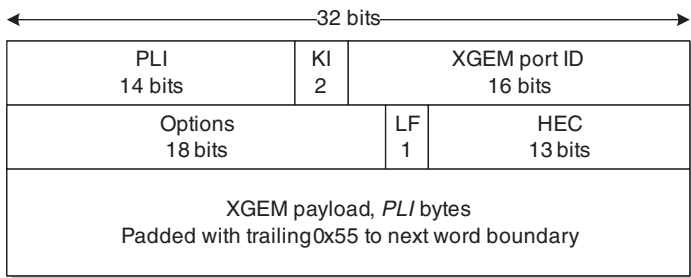 32 bits
PLI
14 bits
KI
2
XGEM port ID
16 bits
Options
18 bits
LF
1
HEC
13 bits
XGEM payload, PLI bytes
Padded with trailing0x55 to next word boundary